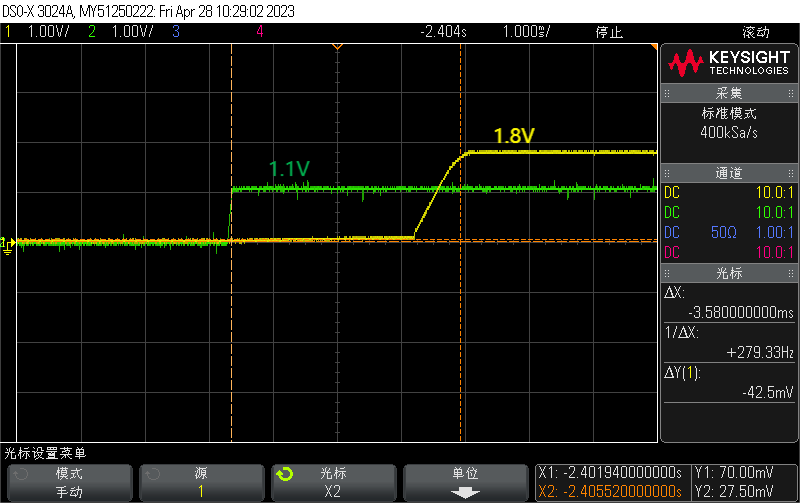 DSO-X 3024A, MY51250222: Fri Apr 28 10:29:02 2023
1 1.00V/ 2 1.00V/ 3 4 -2.404s 1.000ms/ 停止 滚动
KEYSIGHT
TECHNOLOGIES
采集
标准模式
400kSa/s
通道
DC 10.0:1
DC 10.0:1
DC 50Ω 1.00:1
DC 10.0:1
光标
ΔX:
-3.580000000ms
1/ΔX:
+279.33Hz
ΔY(1):
-42.5mV
1.8V
1.1V
光标设置菜单
模式
手动
源
1
光标
X2
单位
X1: -2.401940000000s
X2: -2.405520000000s
Y1: 70.00mV
Y2: 27.50mV